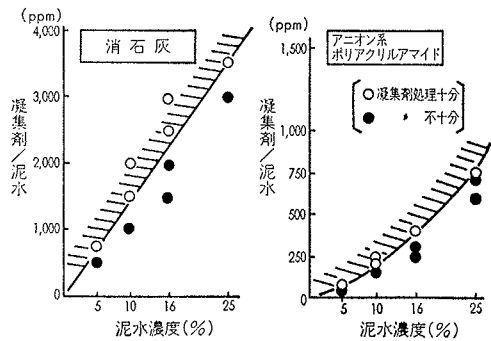 (ppm)
4,000
3,000
2,000
1,000
0
消石灰
凝集剤/泥水
5
10
16
25
泥水濃度(%)
(ppm)
1,500
1,000
750
500
250
0
アニオン系
ポリアクリルアマイド
○凝集剤処理十分
● 〃 不十分
凝集剤/泥水
5
10
16
25
泥水濃度(%)